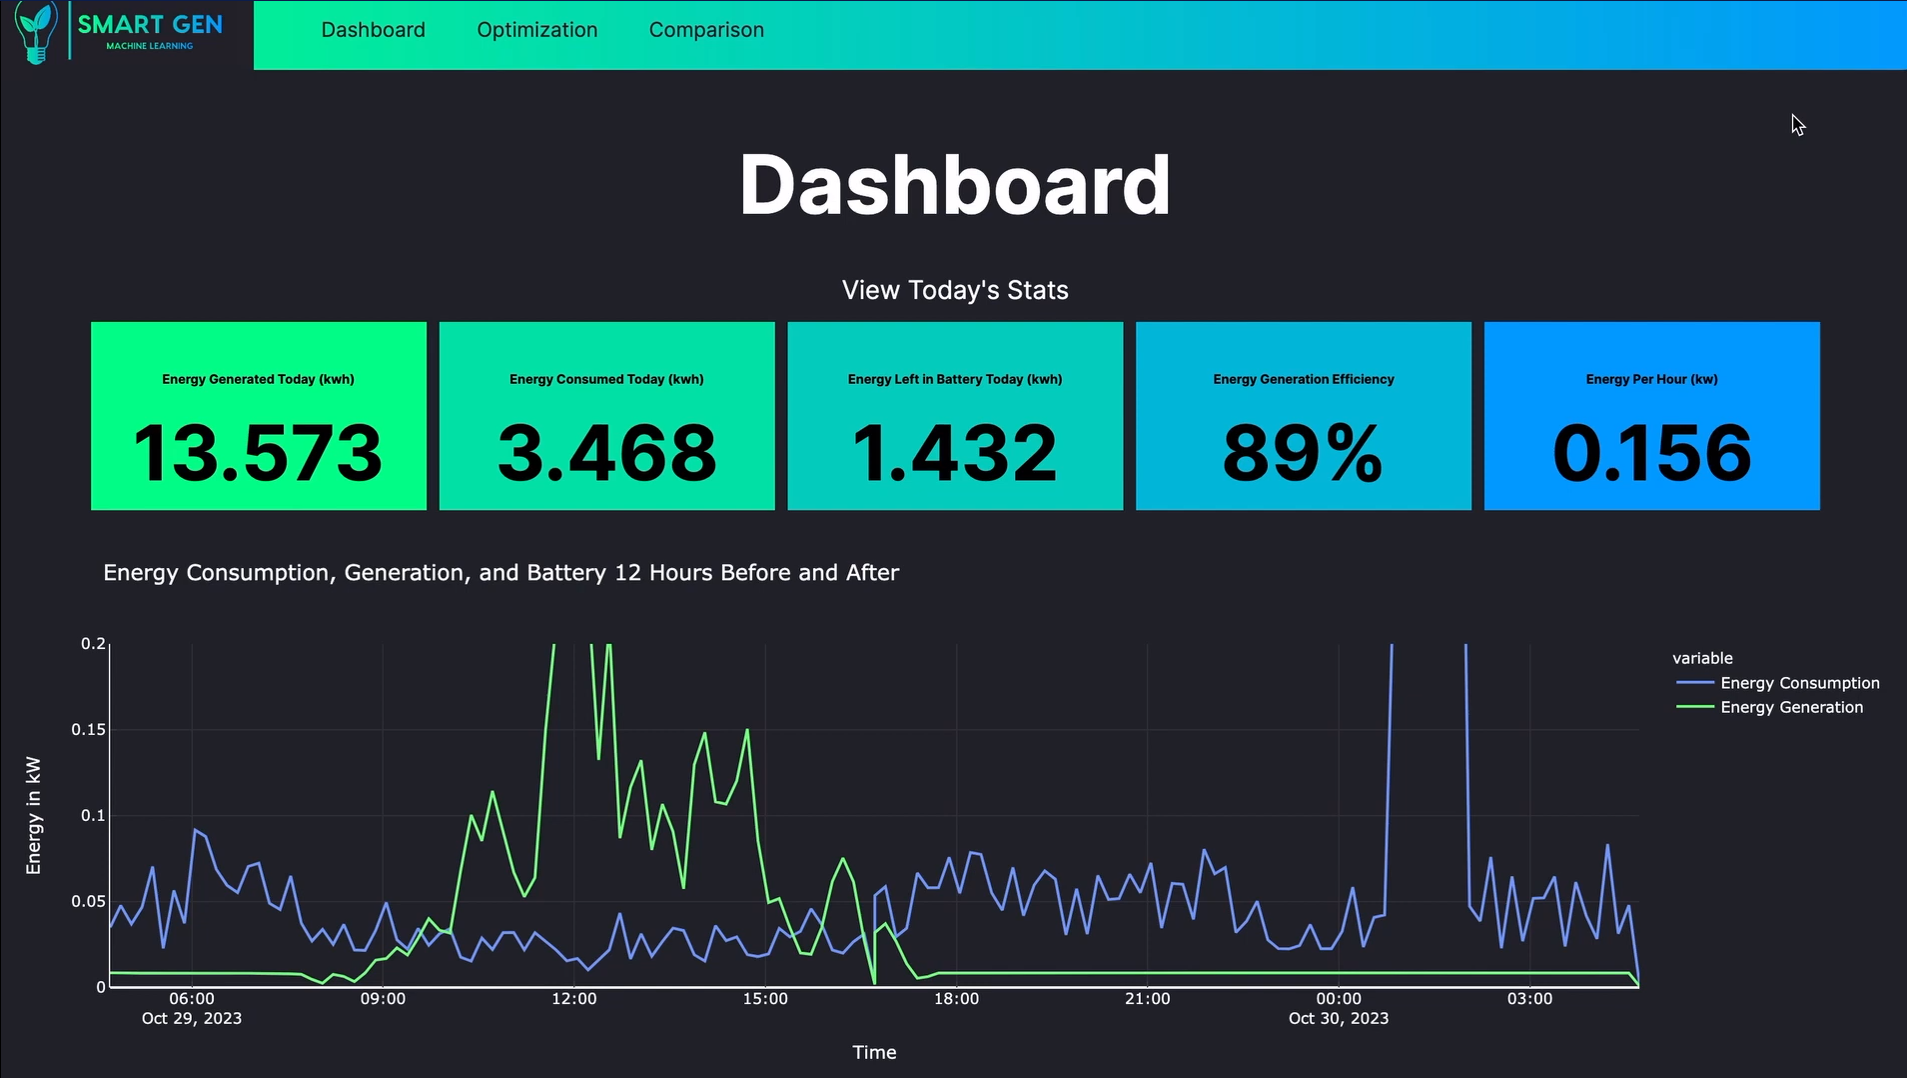 SMART GEN
MACHINE LEARNING
Dashboard Optimization Comparison
Dashboard
View Today's Stats
Energy Generated Today (kwh)
13.573
Energy Consumed Today (kwh)
3.468
Energy Left in Battery Today (kwh)
1.432
Energy Generation Efficiency
89%
Energy Per Hour (kw)
0.156
Energy Consumption, Generation, and Battery 12 Hours Before and After
variable
Energy Consumption
Energy Generation
Energy in kW
0.2
0.15
0.1
0.05
0
06:00 09:00 12:00 15:00 18:00 21:00 00:00 03:00
Oct 29, 2023 Oct 30, 2023
Time